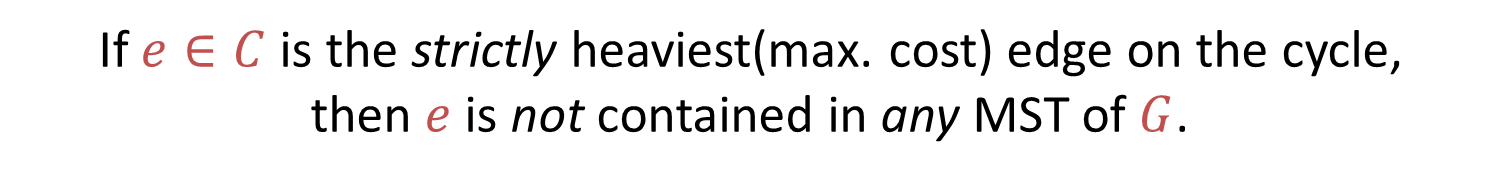 If e ∈ C is the strictly heaviest(max. cost) edge on the cycle,
then e is not contained in any MST of G.